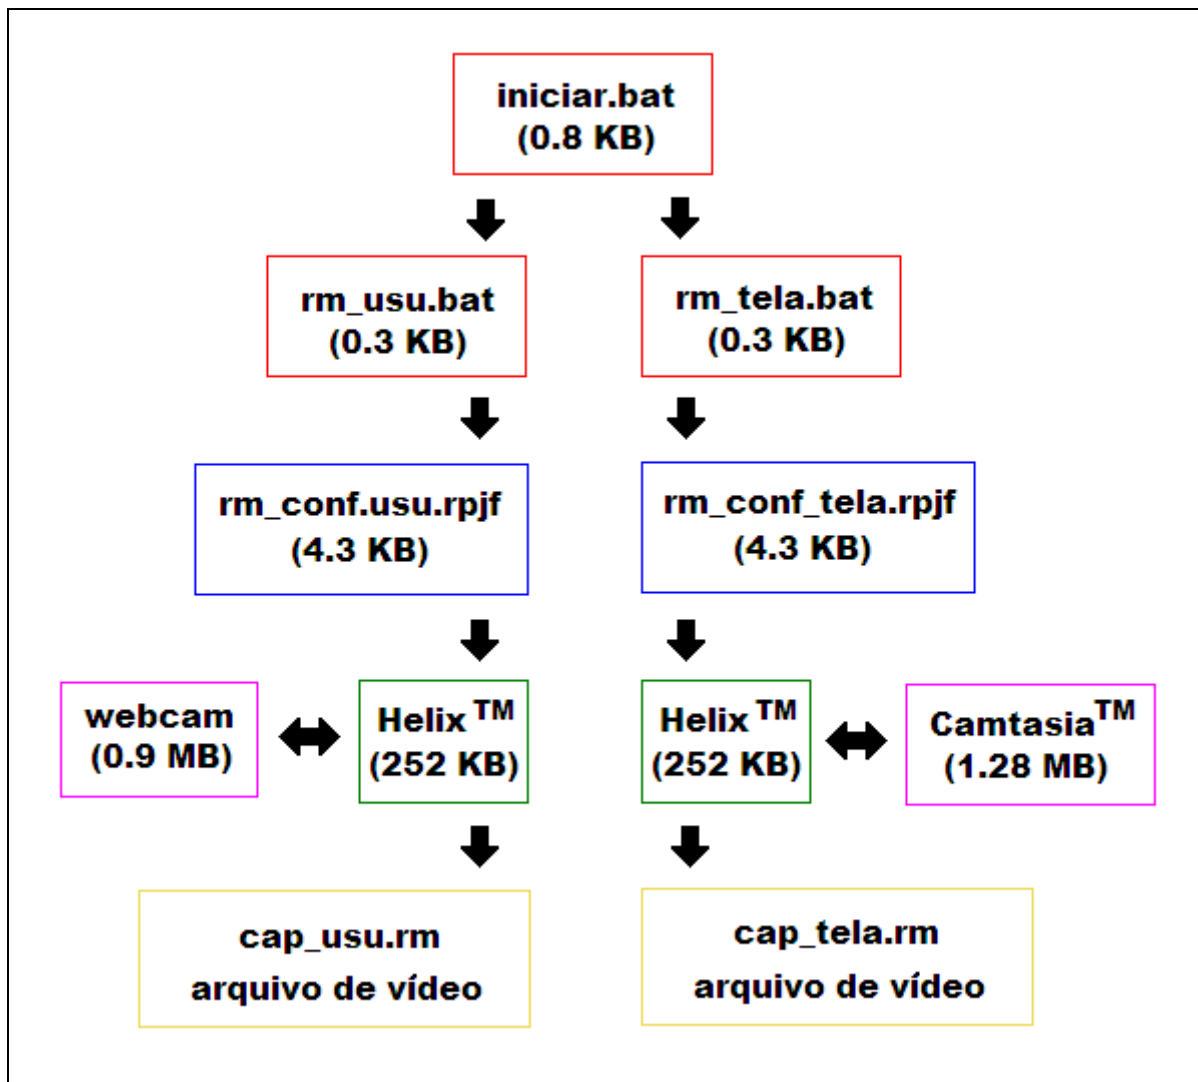 iniciar.bat
(0.8 KB)
rm_usu.bat
(0.3 KB)
rm_tela.bat
(0.3 KB)
rm_conf.usu.rpjf
(4.3 KB)
rm_conf_tela.rpjf
(4.3 KB)
webcam
(0.9 MB)
Helix TM
(252 KB)
Helix TM
(252 KB)
Camtasia TM
(1.28 MB)
cap_usu.rm
arquivo de vídeo
cap_tela.rm
arquivo de vídeo